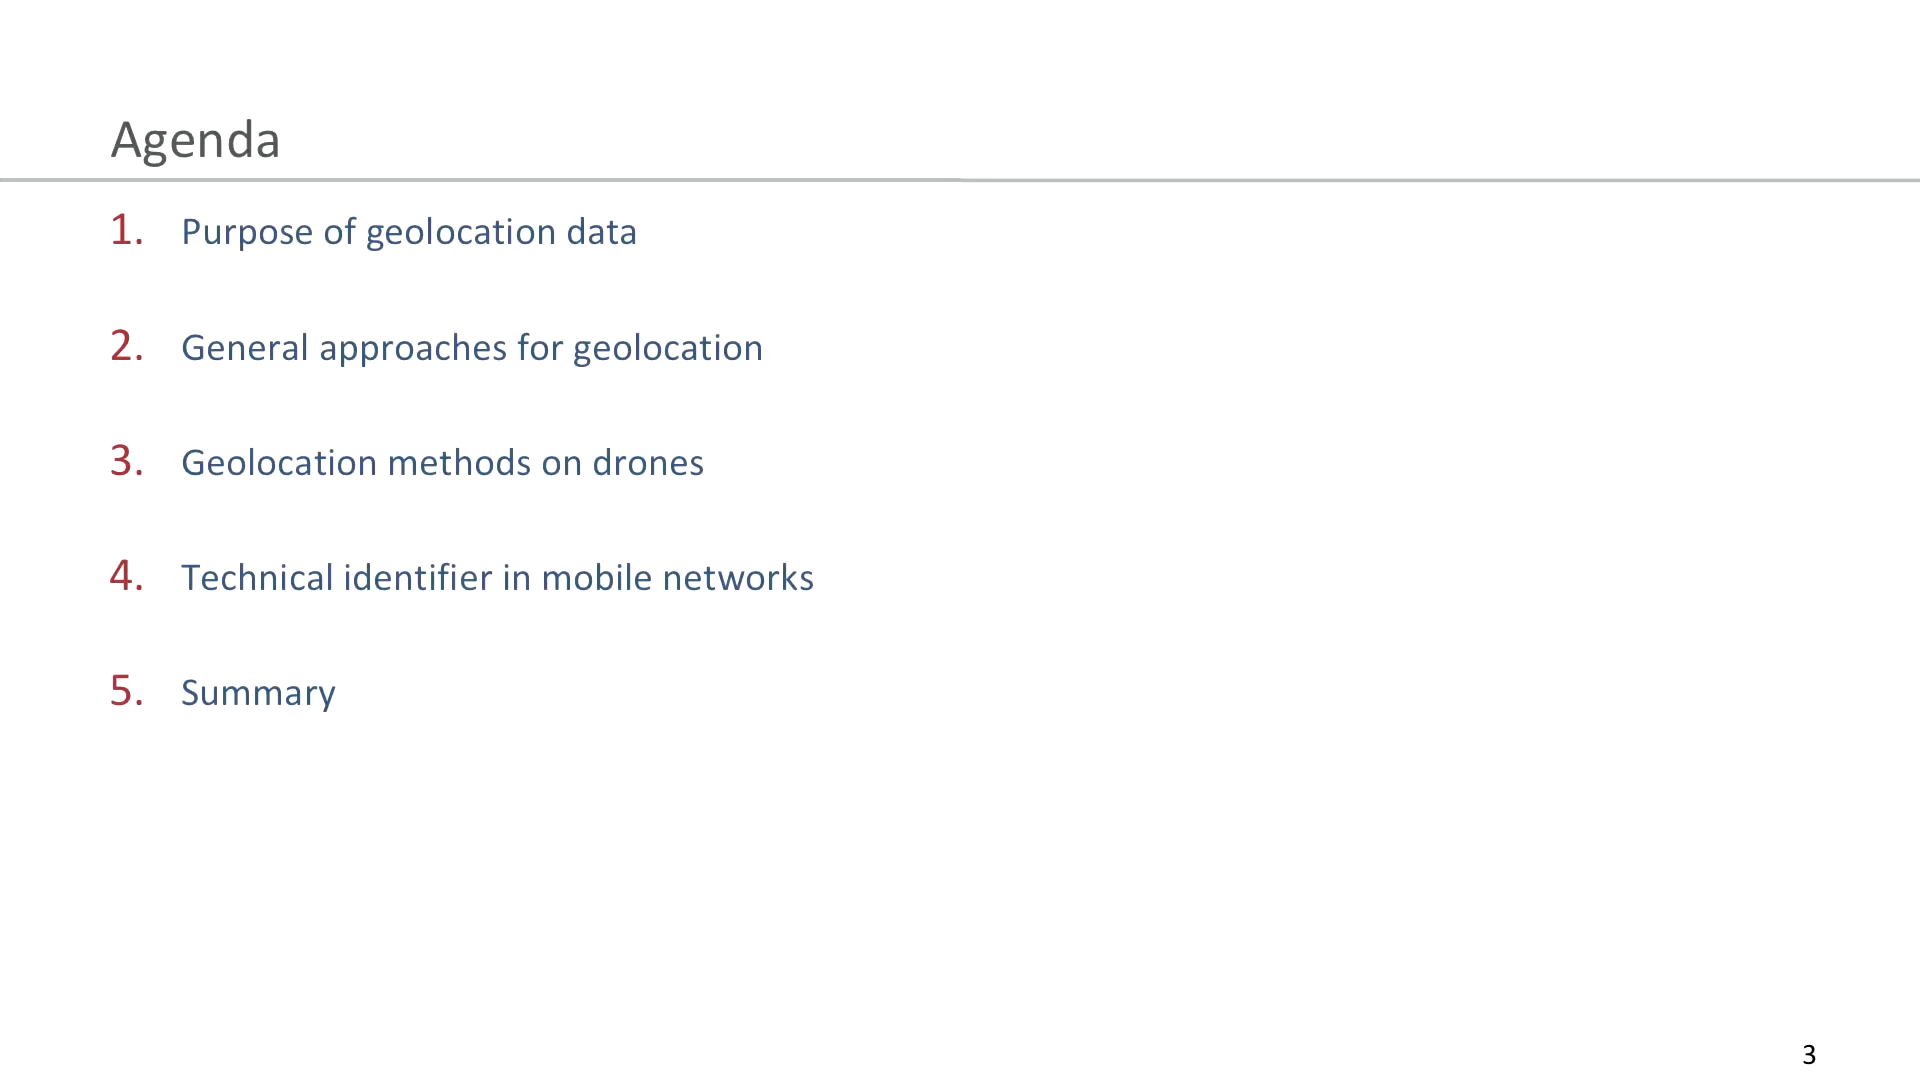 Agenda
1. Purpose of geolocation data
2. General approaches for geolocation
3. Geolocation methods on drones
4. Technical identifier in mobile networks
5. Summary
3